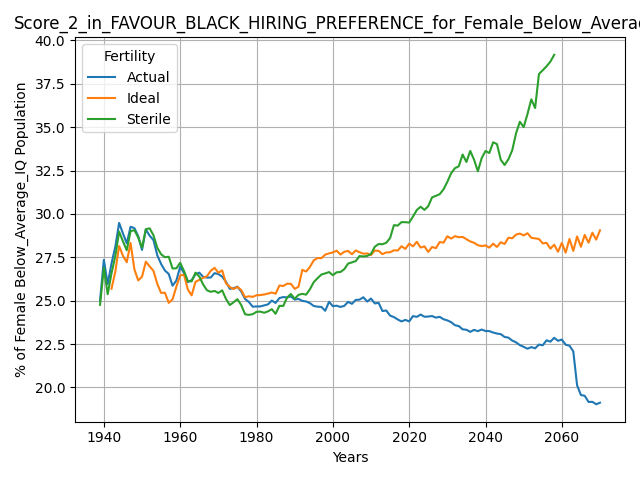 Score_2_in_FAVOUR_BLACK_HIRING_PREFERENCE_for_Female_Below_Avera
Fertility
Actual
Ideal
Sterile
% of Female Below_Average_IQ Population
40.0
37.5
35.0
32.5
30.0
27.5
25.0
22.5
20.0
1940 1960 1980 2000 2020 2040 2060
Years